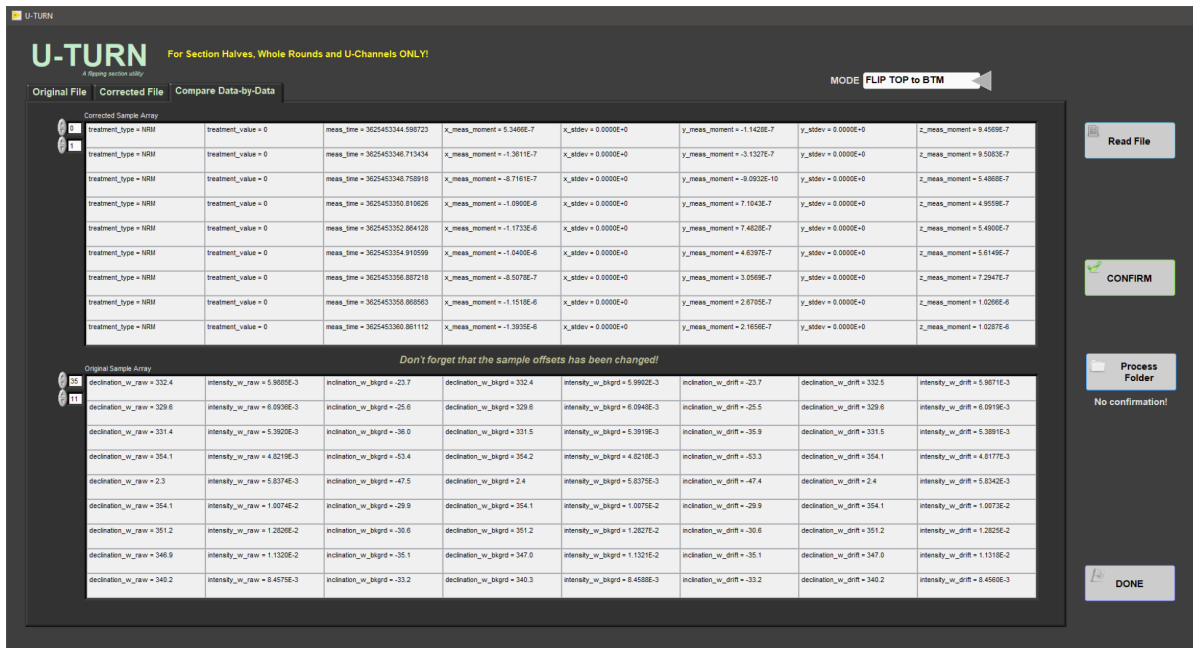 U-TURN
U-TURN
For Section Halves, Whole Rounds and U-Channels ONLY!
A flipping section utility
MODE FLIP TOP to BTM
Original File Corrected File Compare Data-by-Data
Corrected Sample Array
0
1
treatment_type = NRM treatment_value = 0 meas_time = 3625453344.598723 x_meas_moment = 5.3466E-7 x_stdev = 0.0000E+0 y_meas_moment = -1.1428E-7 y_stdev = 0.0000E+0 z_meas_moment = 9.4569E-7
treatment_type = NRM treatment_value = 0 meas_time = 3625453346.713434 x_meas_moment = -1.3611E-7 x_stdev = 0.0000E+0 y_meas_moment = -3.1327E-7 y_stdev = 0.0000E+0 z_meas_moment = 9.5083E-7
treatment_type = NRM treatment_value = 0 meas_time = 3625453348.758918 x_meas_moment = -8.7161E-7 x_stdev = 0.0000E+0 y_meas_moment = -9.0932E-10 y_stdev = 0.0000E+0 z_meas_moment = 5.4868E-7
treatment_type = NRM treatment_value = 0 meas_time = 3625453350.810626 x_meas_moment = -1.0900E-6 x_stdev = 0.0000E+0 y_meas_moment = 7.1043E-7 y_stdev = 0.0000E+0 z_meas_moment = 4.9559E-7
treatment_type = NRM treatment_value = 0 meas_time = 3625453352.864128 x_meas_moment = -1.1733E-6 x_stdev = 0.0000E+0 y_meas_moment = 7.4828E-7 y_stdev = 0.0000E+0 z_meas_moment = 5.4900E-7
treatment_type = NRM treatment_value = 0 meas_time = 3625453354.910599 x_meas_moment = -1.0400E-6 x_stdev = 0.0000E+0 y_meas_moment = 4.6397E-7 y_stdev = 0.0000E+0 z_meas_moment = 5.6149E-7
treatment_type = NRM treatment_value = 0 meas_time = 3625453356.887218 x_meas_moment = -8.5078E-7 x_stdev = 0.0000E+0 y_meas_moment = 3.0569E-7 y_stdev = 0.0000E+0 z_meas_moment = 7.2947E-7
treatment_type = NRM treatment_value = 0 meas_time = 3625453358.868563 x_meas_moment = -1.1518E-6 x_stdev = 0.0000E+0 y_meas_moment = 2.6705E-7 y_stdev = 0.0000E+0 z_meas_moment = 1.0266E-6
treatment_type = NRM treatment_value = 0 meas_time = 3625453360.861112 x_meas_moment = -1.3935E-6 x_stdev = 0.0000E+0 y_meas_moment = 2.1656E-7 y_stdev = 0.0000E+0 z_meas_moment = 1.0287E-6
Don't forget that the sample offsets has been changed!
Original Sample Array
35
11
declination_w_raw = 332.4 intensity_w_raw = 5.9885E-3 inclination_w_bkgrd = -23.7 declination_w_bkgrd = 332.4 intensity_w_bkgrd = 5.9902E-3 inclination_w_drift = -23.7 declination_w_drift = 332.5 intensity_w_drift = 5.9871E-3
declination_w_raw = 329.6 intensity_w_raw = 6.0936E-3 inclination_w_bkgrd = -25.6 declination_w_bkgrd = 329.6 intensity_w_bkgrd = 6.0948E-3 inclination_w_drift = -25.5 declination_w_drift = 329.6 intensity_w_drift = 6.0919E-3
declination_w_raw = 331.4 intensity_w_raw = 5.3920E-3 inclination_w_bkgrd = -36.0 declination_w_bkgrd = 331.5 intensity_w_bkgrd = 5.3919E-3 inclination_w_drift = -35.9 declination_w_drift = 331.5 intensity_w_drift = 5.3891E-3
declination_w_raw = 354.1 intensity_w_raw = 4.8219E-3 inclination_w_bkgrd = -53.4 declination_w_bkgrd = 354.2 intensity_w_bkgrd = 4.8218E-3 inclination_w_drift = -53.3 declination_w_drift = 354.1 intensity_w_drift = 4.8177E-3
declination_w_raw = 2.3 intensity_w_raw = 5.8374E-3 inclination_w_bkgrd = -47.5 declination_w_bkgrd = 2.4 intensity_w_bkgrd = 5.8375E-3 inclination_w_drift = -47.4 declination_w_drift = 2.4 intensity_w_drift = 5.8342E-3
declination_w_raw = 354.1 intensity_w_raw = 1.0074E-2 inclination_w_bkgrd = -29.9 declination_w_bkgrd = 354.1 intensity_w_bkgrd = 1.0075E-2 inclination_w_drift = -29.9 declination_w_drift = 354.1 intensity_w_drift = 1.0073E-2
declination_w_raw = 351.2 intensity_w_raw = 1.2826E-2 inclination_w_bkgrd = -30.6 declination_w_bkgrd = 351.2 intensity_w_bkgrd = 1.2827E-2 inclination_w_drift = -30.6 declination_w_drift = 351.2 intensity_w_drift = 1.2825E-2
declination_w_raw = 346.9 intensity_w_raw = 1.1320E-2 inclination_w_bkgrd = -35.1 declination_w_bkgrd = 347.0 intensity_w_bkgrd = 1.1321E-2 inclination_w_drift = -35.1 declination_w_drift = 347.0 intensity_w_drift = 1.1318E-2
declination_w_raw = 340.2 intensity_w_raw = 8.4575E-3 inclination_w_bkgrd = -33.2 declination_w_bkgrd = 340.3 intensity_w_bkgrd = 8.4588E-3 inclination_w_drift = -33.2 declination_w_drift = 340.2 intensity_w_drift = 8.4560E-3
Read File
CONFIRM
Process
Folder
No confirmation!
DONE